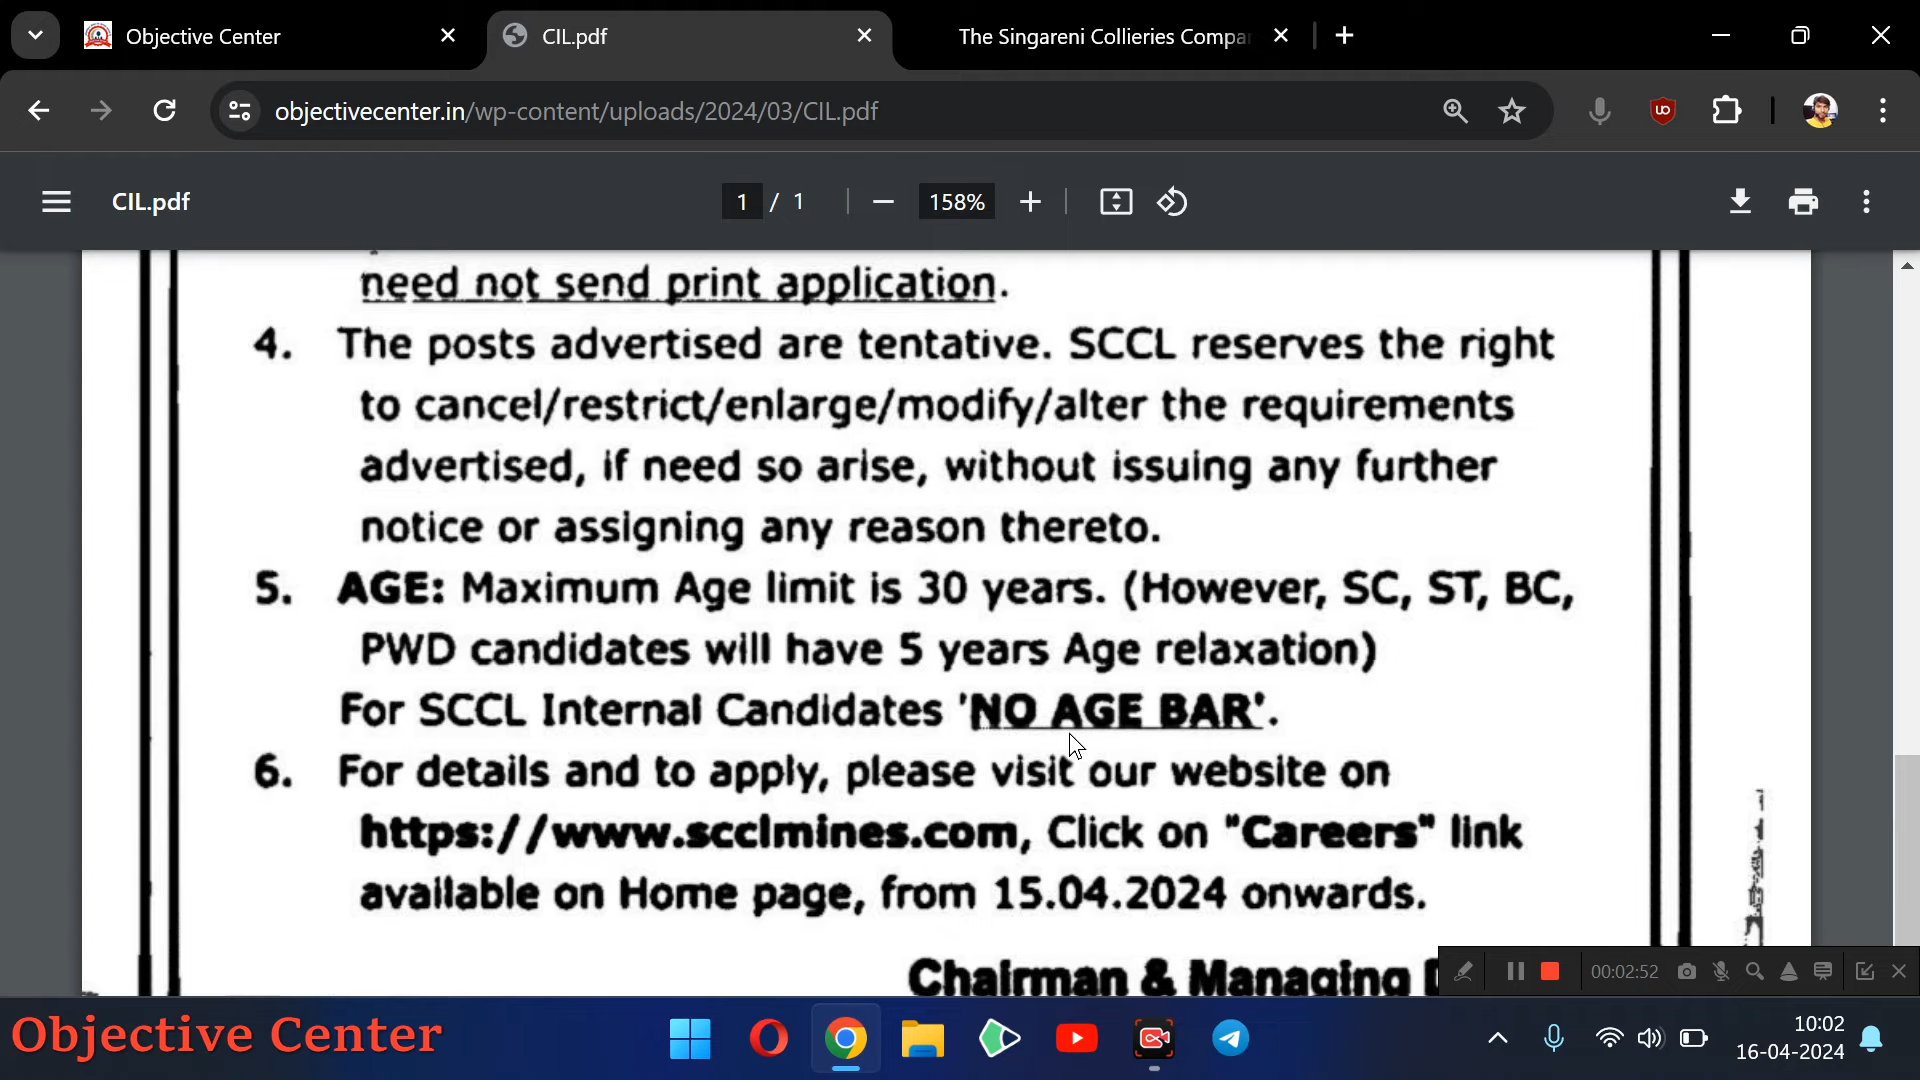 Objective Center
CIL.pdf
The Singareni Collieries Compa
objectivecenter.in/wp-content/uploads/2024/03/CIL.pdf
CIL.pdf
1 / 1
158%
need not send print application.
4. The posts advertised are tentative. SCCL reserves the right
to cancel/restrict/enlarge/modify/alter the requirements
advertised, if need so arise, without issuing any further
notice or assigning any reason thereto.
5. AGE: Maximum Age limit is 30 years. (However, SC, ST, BC,
PWD candidates will have 5 years Age relaxation)
For SCCL Internal Candidates 'NO AGE BAR'.
6. For details and to apply, please visit our website on
https://www.scclmines.com, Click on "Careers" link
available on Home page, from 15.04.2024 onwards.
Chairman & Managing
00:02:52
Objective Center
10:02
16-04-2024